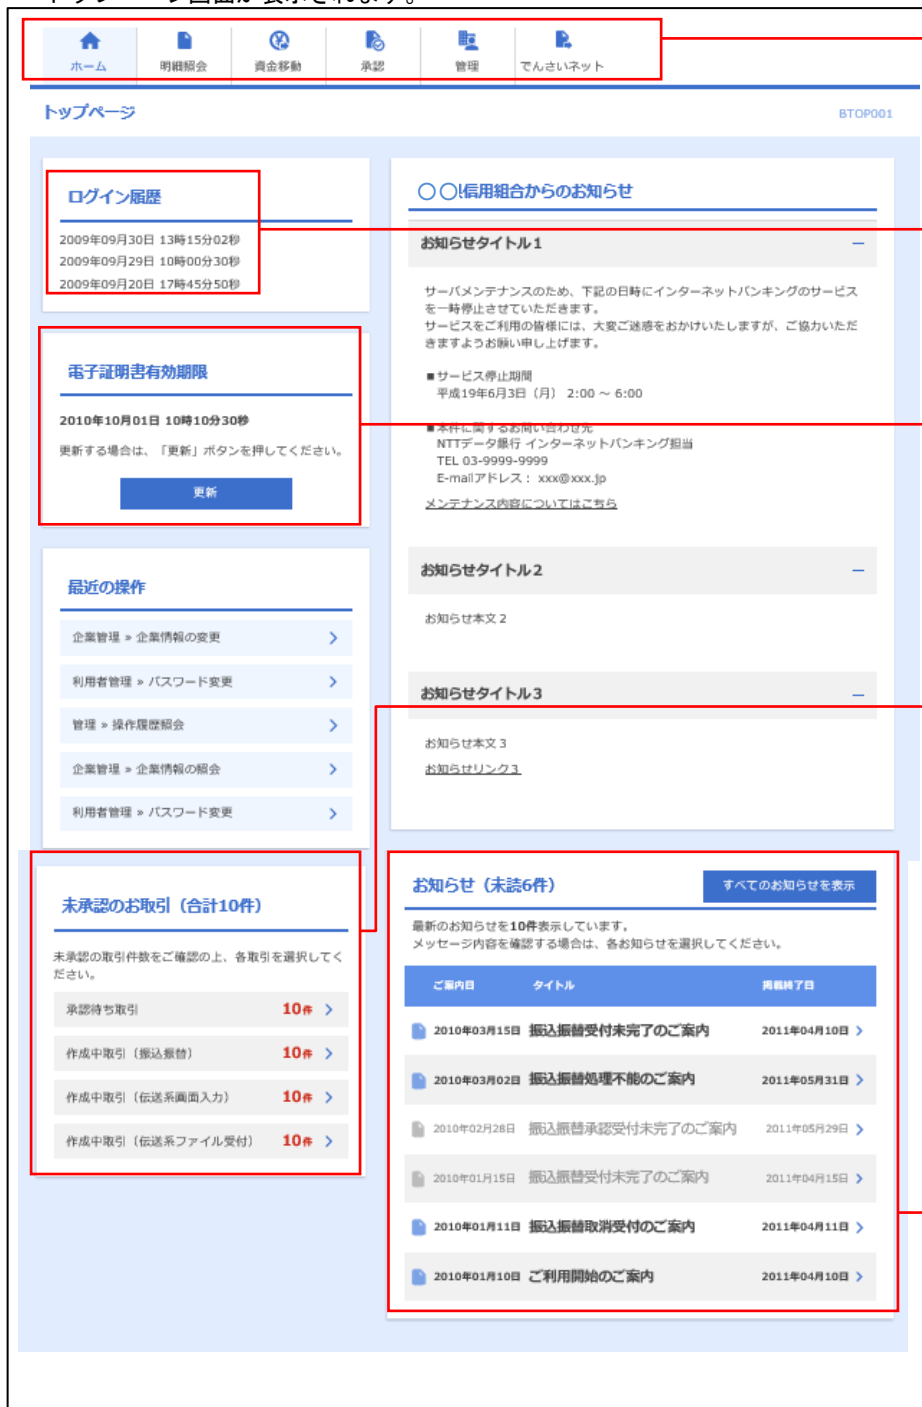 トップページ画面が表示されます。
ホーム 明細照会 資金移動 承認 管理 でんさいネット
トップページ
BTOP001
ログイン履歴
2009年09月30日 13時15分02秒
2009年09月29日 10時00分30秒
2009年09月20日 17時45分50秒
電子証明書有効期限
2010年10月01日 10時10分30秒
更新する場合は、「更新」ボタンを押してください。
更新
最近の操作
企業管理 » 企業情報の変更
利用者管理 » パスワード変更
管理 » 操作履歴照会
企業管理 » 企業情報の照会
利用者管理 » パスワード変更
未承認のお取引（合計10件）
未承認の取引件数をご確認の上、各取引を選択してく
ださい。
承認待ち取引 10件
作成中取引（振込振替） 10件
作成中取引（伝送系画面入力） 10件
作成中取引（伝送系ファイル受付） 10件
〇〇信用組合からのお知らせ
お知らせタイトル1
サーバメンテナンスのため、下記の日時にインターネットバンキングのサービス
を一時停止させていただきます。
サービスをご利用の皆様には、大変ご迷惑をおかけいたしますが、ご協力いただ
きますようお願い申し上げます。
■サービス停止期間
平成19年6月3日（月） 2:00 ～ 6:00
■本件に関するお問い合わせ先
NTTデータ銀行 インターネットバンキング担当
TEL 03-9999-9999
E-mailアドレス： xxx@xxx.jp
メンテナンス内容についてはこちら
お知らせタイトル2
お知らせ本文2
お知らせタイトル3
お知らせ本文3
お知らせリンク3
お知らせ（未読6件）
すべてのお知らせを表示
最新のお知らせを10件表示しています。
メッセージ内容を確認する場合は、各お知らせを選択してください。
ご案内日 タイトル 掲載終了日
2010年03月15日 振込振替受付未完了のご案内 2011年04月10日
2010年03月02日 振込振替処理不能のご案内 2011年05月31日
2010年02月28日 振込振替承認受付未完了のご案内 2011年05月29日
2010年01月15日 振込振替受付未完了のご案内 2011年04月15日
2010年01月11日 振込振替取消受付のご案内 2011年04月11日
2010年01月10日 ご利用開始のご案内 2011年04月10日